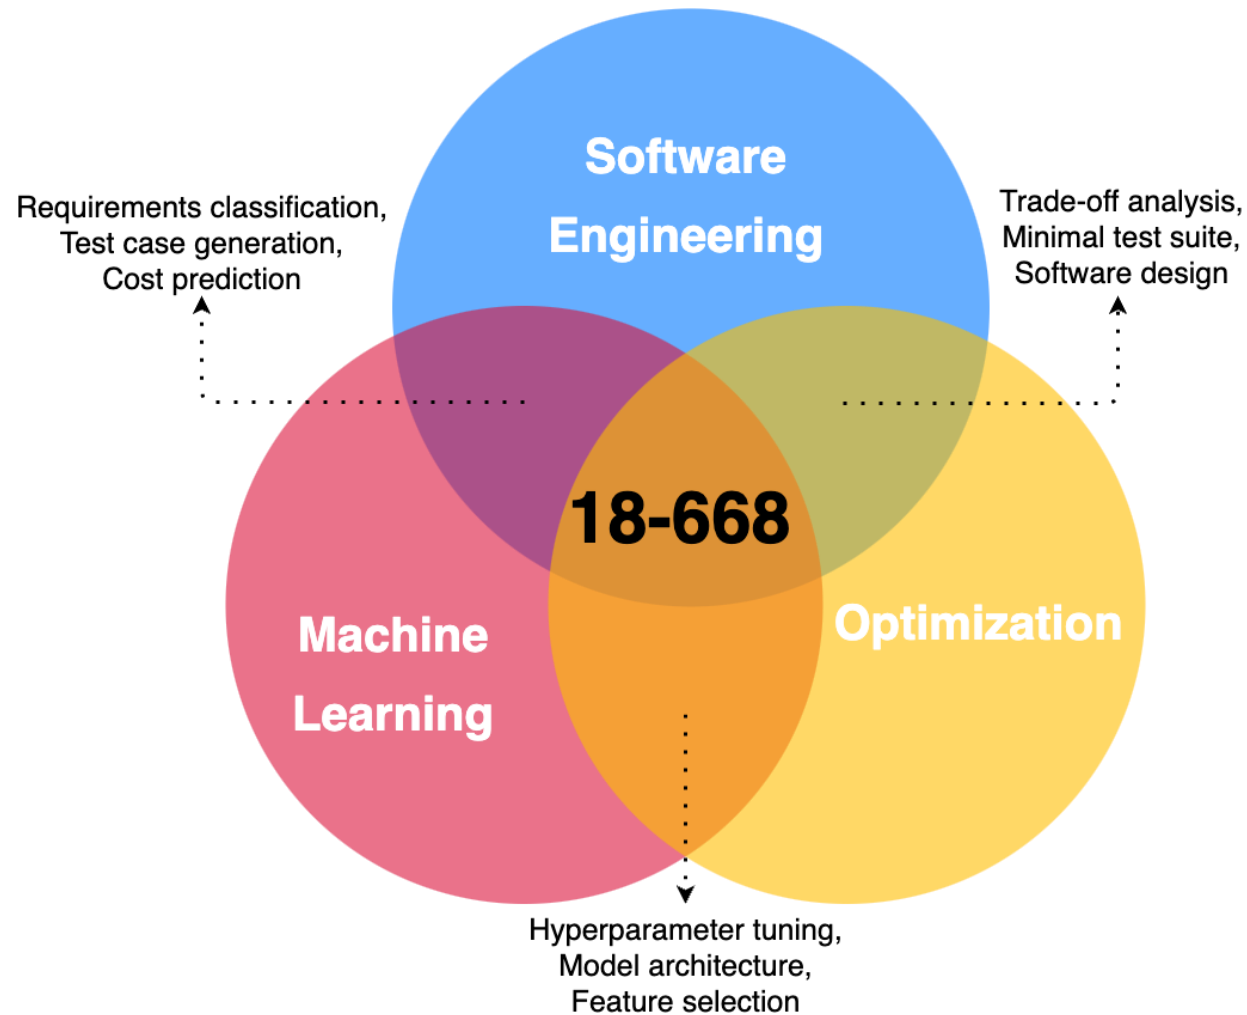 Software
Engineering
Requirements classification,
Test case generation,
Cost prediction
Trade-off analysis,
Minimal test suite,
Software design
18-668
Machine
Learning
Optimization
Hyperparameter tuning,
Model architecture,
Feature selection